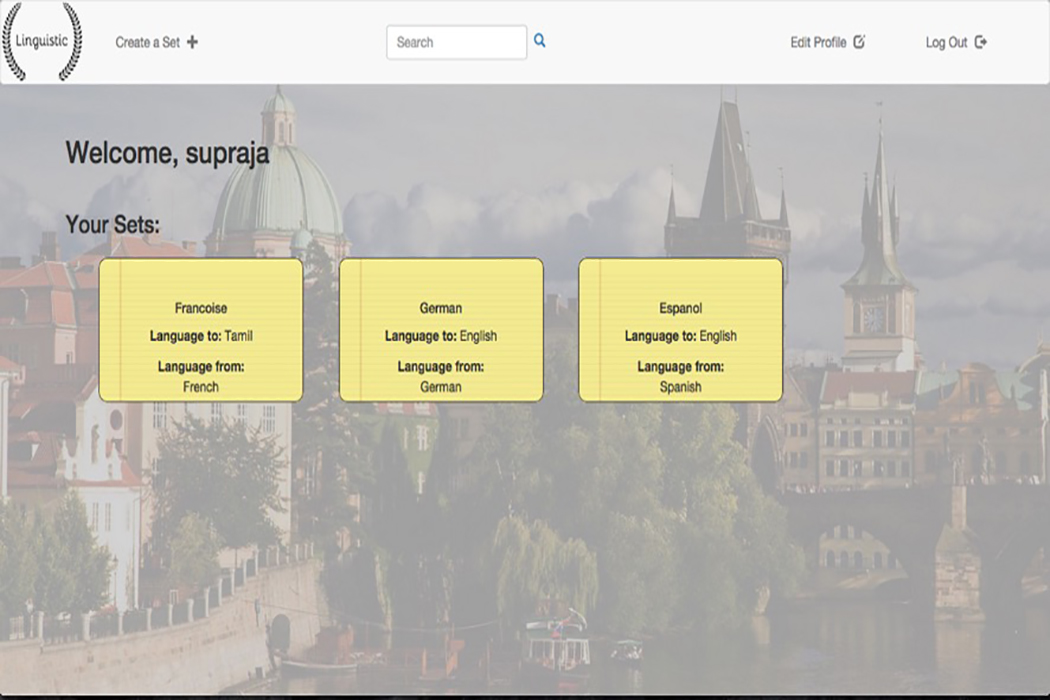 Linguistic
Create a Set
Search
Edit Profile
Log Out
Welcome, supraja
Your Sets:
Francoise
Language to: Tamil
Language from:
French
German
Language to: English
Language from:
German
Espanol
Language to: English
Language from:
Spanish